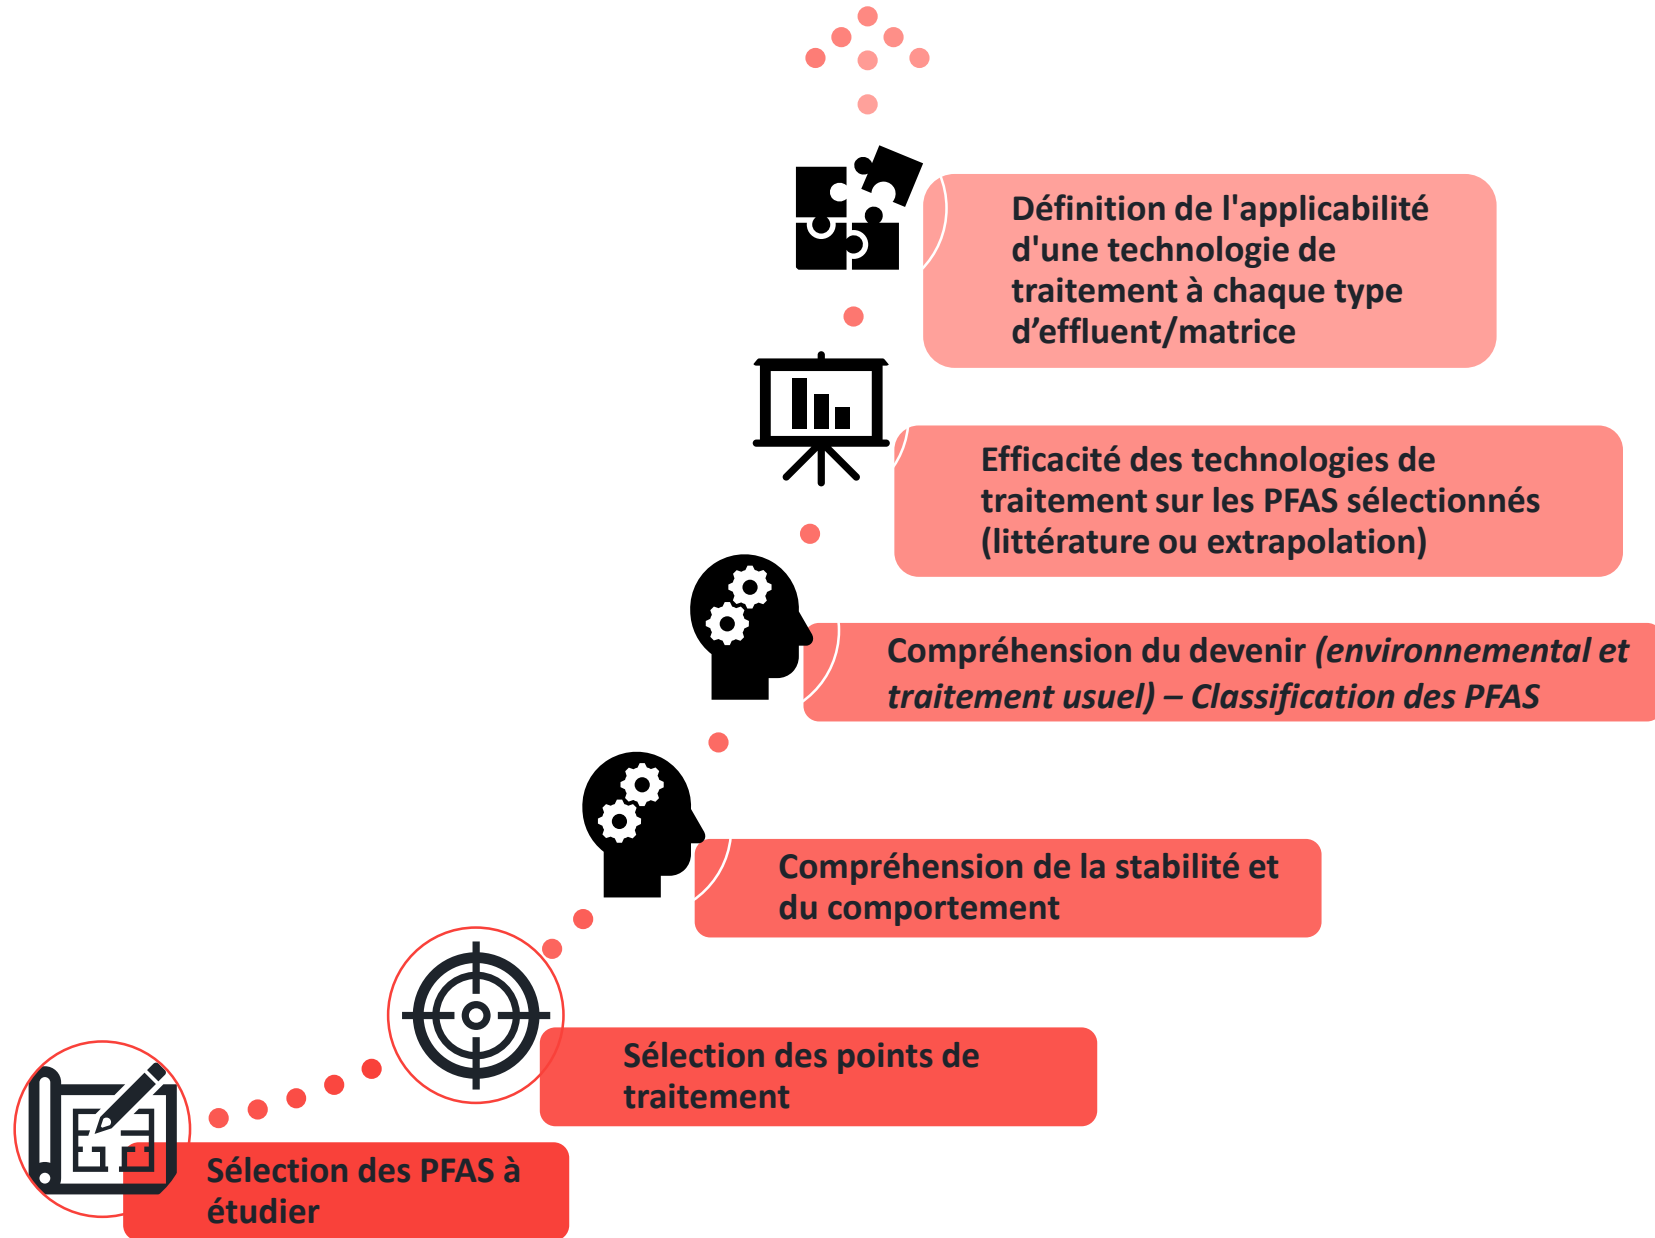 Définition de l'applicabilité
d'une technologie de
traitement à chaque type
d’effluent/matrice
Efficacité des technologies de
traitement sur les PFAS sélectionnés
(littérature ou extrapolation)
Compréhension du devenir (environnemental et
traitement usuel) – Classification des PFAS
Compréhension de la stabilité et
du comportement
Sélection des points de
traitement
Sélection des PFAS à
étudier